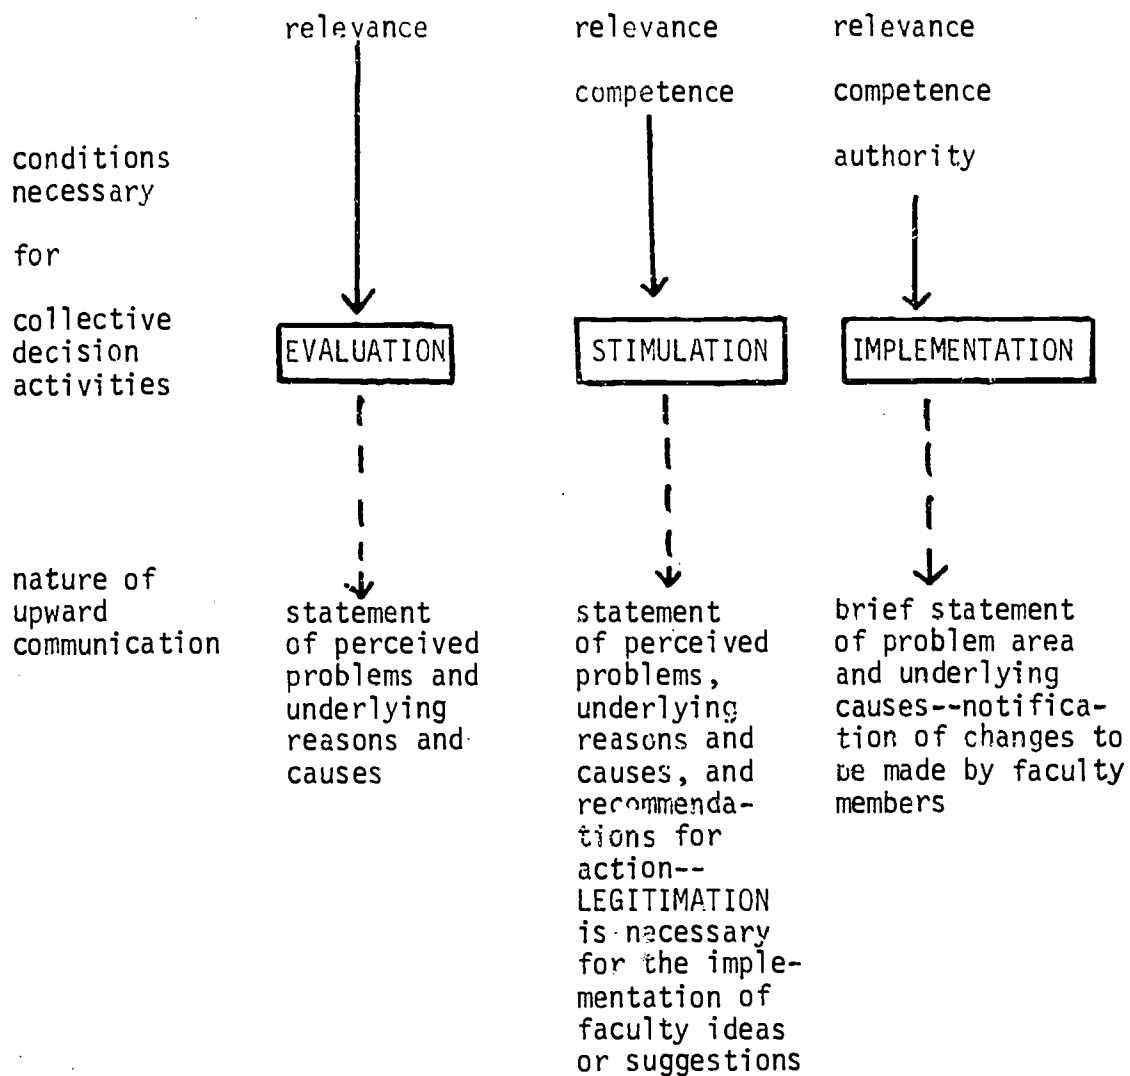 relevance
competence
authority
relevance
competence
relevance
conditions
necessary
for
collective
decision
activities
EVALUATION
STIMULATION
IMPLEMENTATION
nature of
upward
communication
statement
of perceived
problems and
underlying
reasons and
causes
statement
of perceived
problems,
underlying
reasons and
causes, and
recommenda-
tions for
action--
LEGITIMATION
is necessary
for the imple-
mentation of
faculty ideas
or suggestions
brief statement
of problem area
and underlying
causes--notifica-
tion of changes to
be made by faculty
members